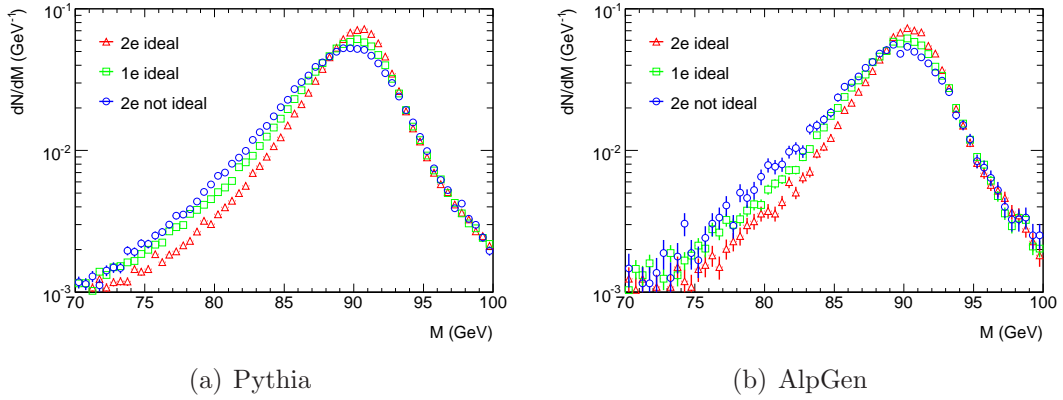 dN/dM (GeV⁻¹)
10⁻¹
10⁻²
10⁻³
2e ideal
1e ideal
2e not ideal
70 75 80 85 90 95 100
M (GeV)
(a) Pythia
dN/dM (GeV⁻¹)
10⁻¹
10⁻²
10⁻³
2e ideal
1e ideal
2e not ideal
70 75 80 85 90 95 100
M (GeV)
(b) AlpGen